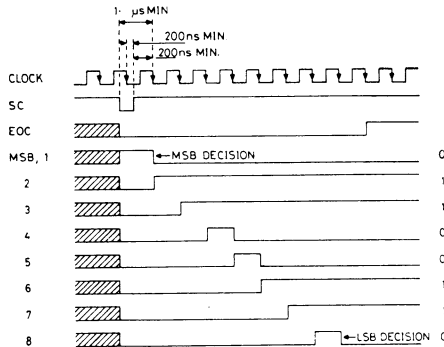 1· μs MIN
200ns MIN.
200ns MIN.
CLOCK
SC
EOC
MSB, 1 ←MSB DECISION 0
2 1
3 1
4 0
5 0
6 1
7 1
8 ←LSB DECISION 0